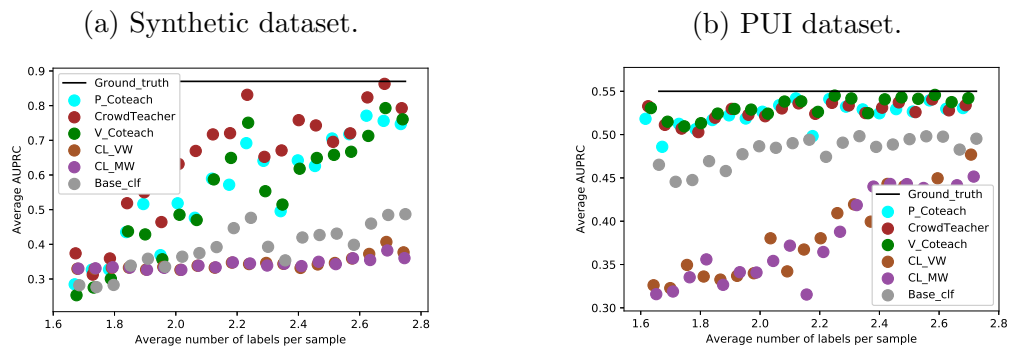 (a) Synthetic dataset.
0.9
0.8
0.7
0.6
0.5
0.4
0.3
Average AUPRC
Ground_truth
P_Coteach
CrowdTeacher
V_Coteach
CL_VW
CL_MW
Base_clf
1.6 1.8 2.0 2.2 2.4 2.6 2.8
Average number of labels per sample
(b) PUI dataset.
0.55
0.50
0.45
0.40
0.35
0.30
Average AUPRC
Ground_truth
P_Coteach
CrowdTeacher
V_Coteach
CL_VW
CL_MW
Base_clf
1.6 1.8 2.0 2.2 2.4 2.6 2.8
Average number of labels per sample